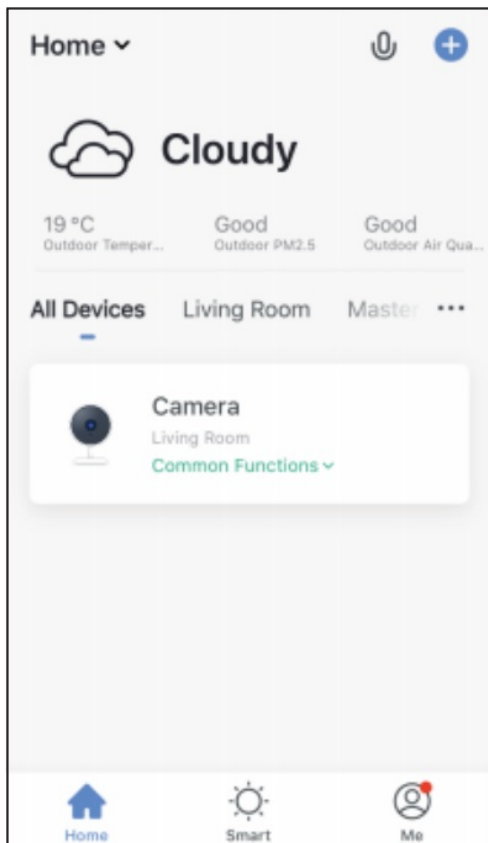 Home
Cloudy
19 °C Good Good
Outdoor Temper... Outdoor PM2.5 Outdoor Air Qua...
All Devices Living Room Master ...
Camera
Living Room
Common Functions
Home Smart Me